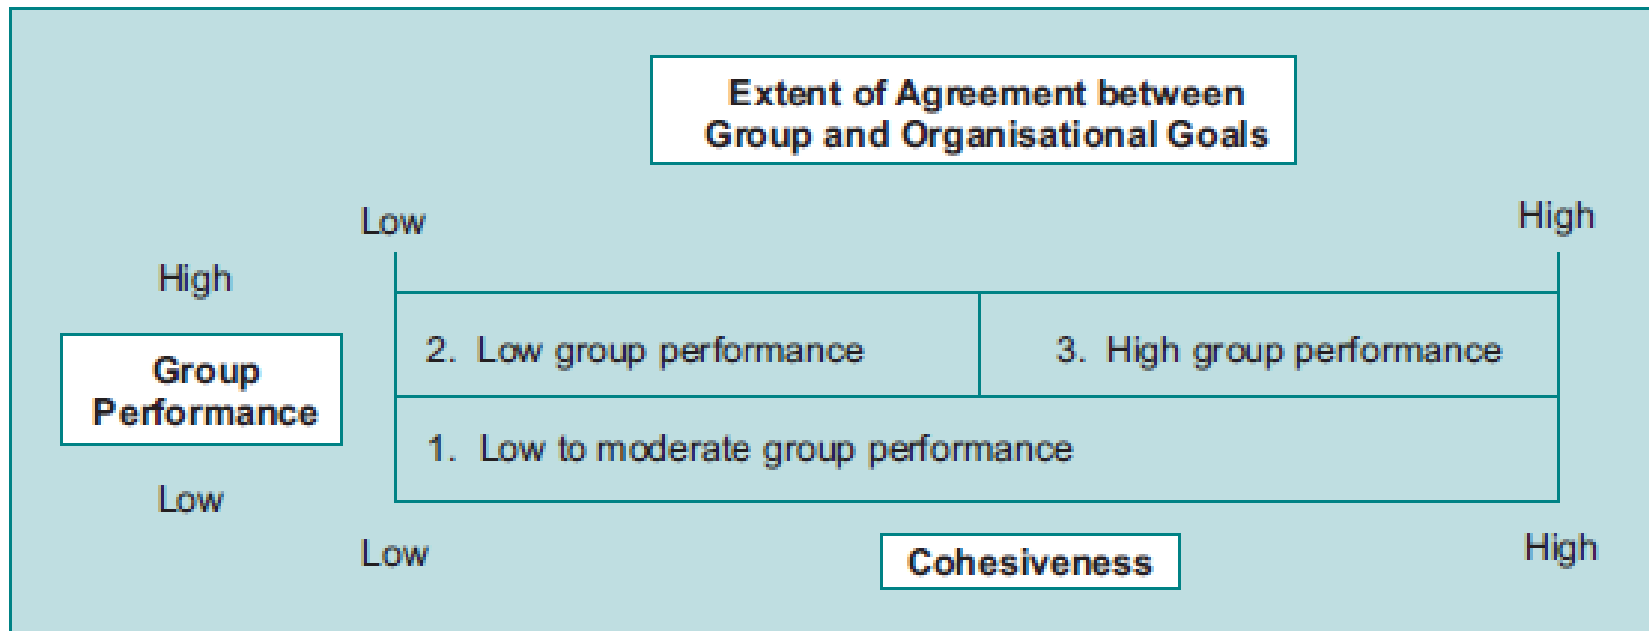 Extent of Agreement between
Group and Organisational Goals
Low
High
High
2. Low group performance
3. High group performance
Group
Performance
1. Low to moderate group performance
Low
Low
Cohesiveness
High